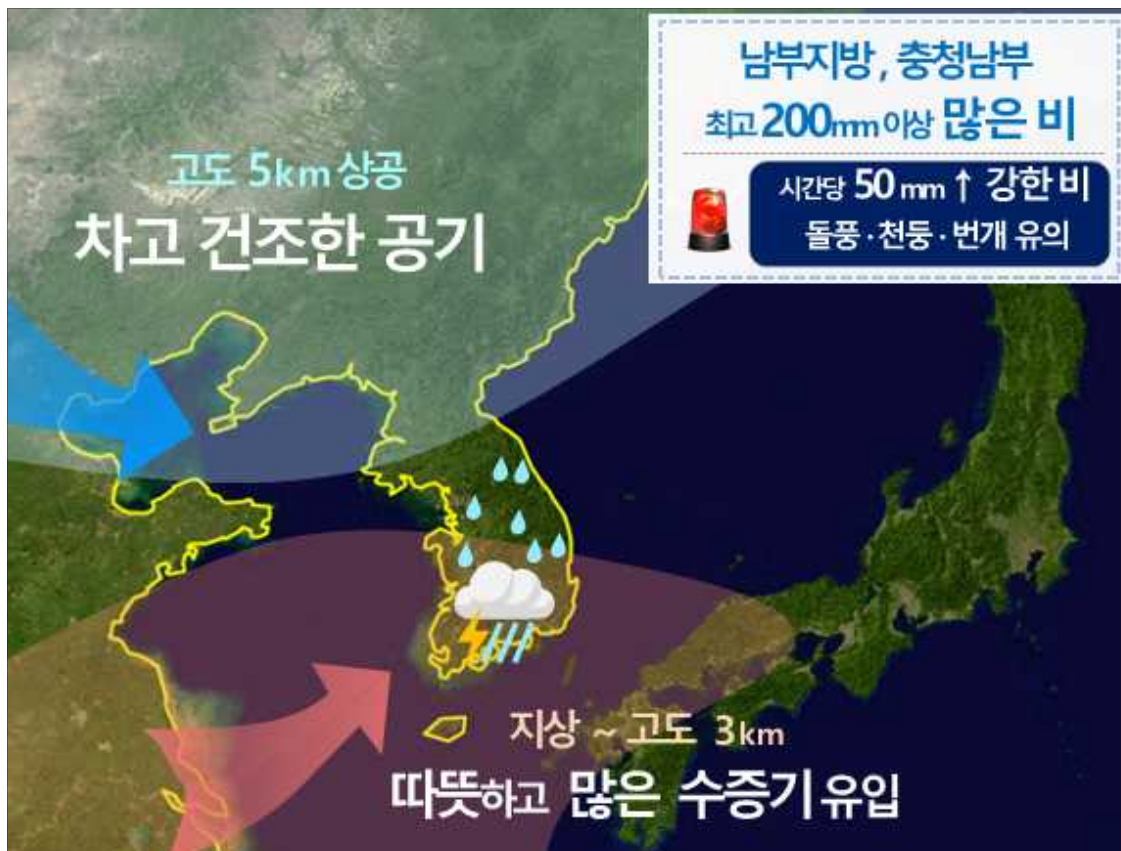 남부지방, 충청남부
최고 200mm 이상 많은 비
시간당 50 mm ↑ 강한 비
돌풍·천둥·번개 유의
고도 5km 상공
차고 건조한 공기
지상 ~ 고도 3km
따뜻하고 많은 수증기 유입